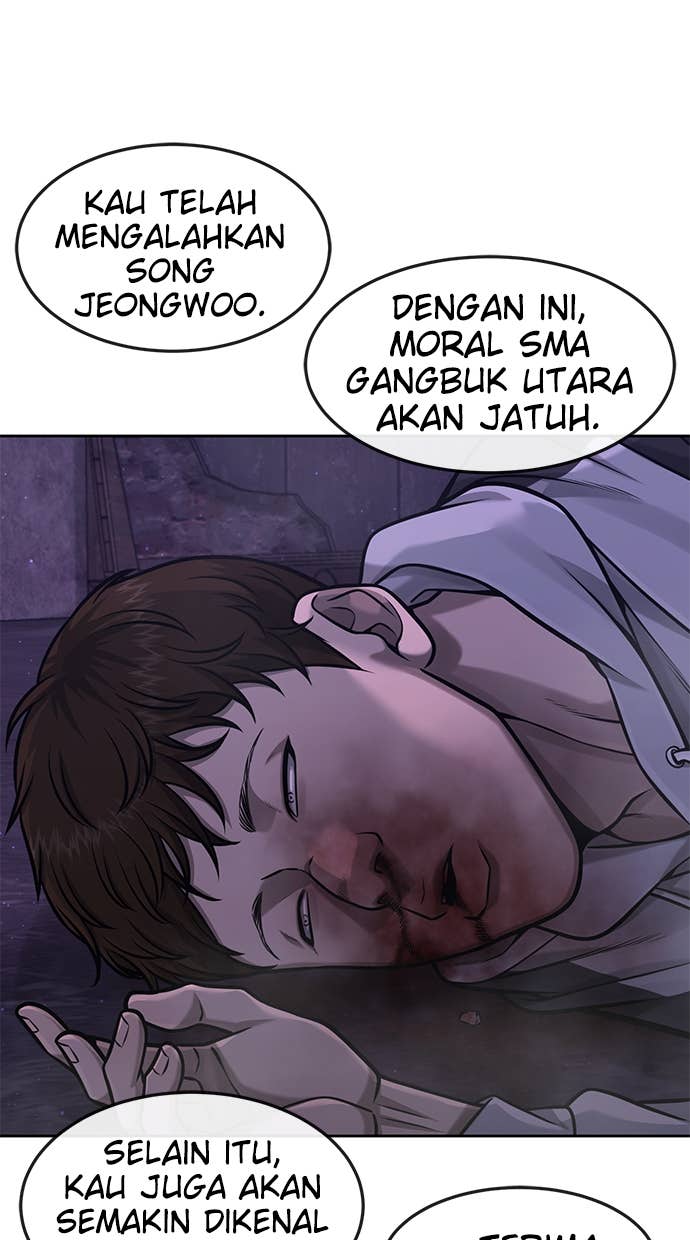 KAU TELAH
MENGALAHKAN
SONG
JEONGWOO.
DENGAN INI,
MORAL SMA
GANGBUK UTARA
AKAN JATUH.
SELAIN ITU,
KAU JUGA AKAN
SEMAKIN DIKENAL